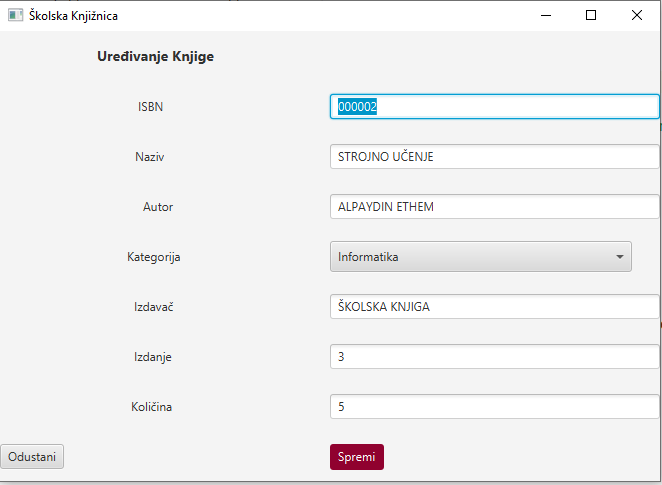 Školska Knjižnica
Uređivanje Knjige
ISBN 000002
Naziv STROJNO UČENJE
Autor ALPAYDIN ETHEM
Kategorija Informatika
Izdavač ŠKOLSKA KNJIGA
Izdanje 3
Količina 5
Odustani Spremi